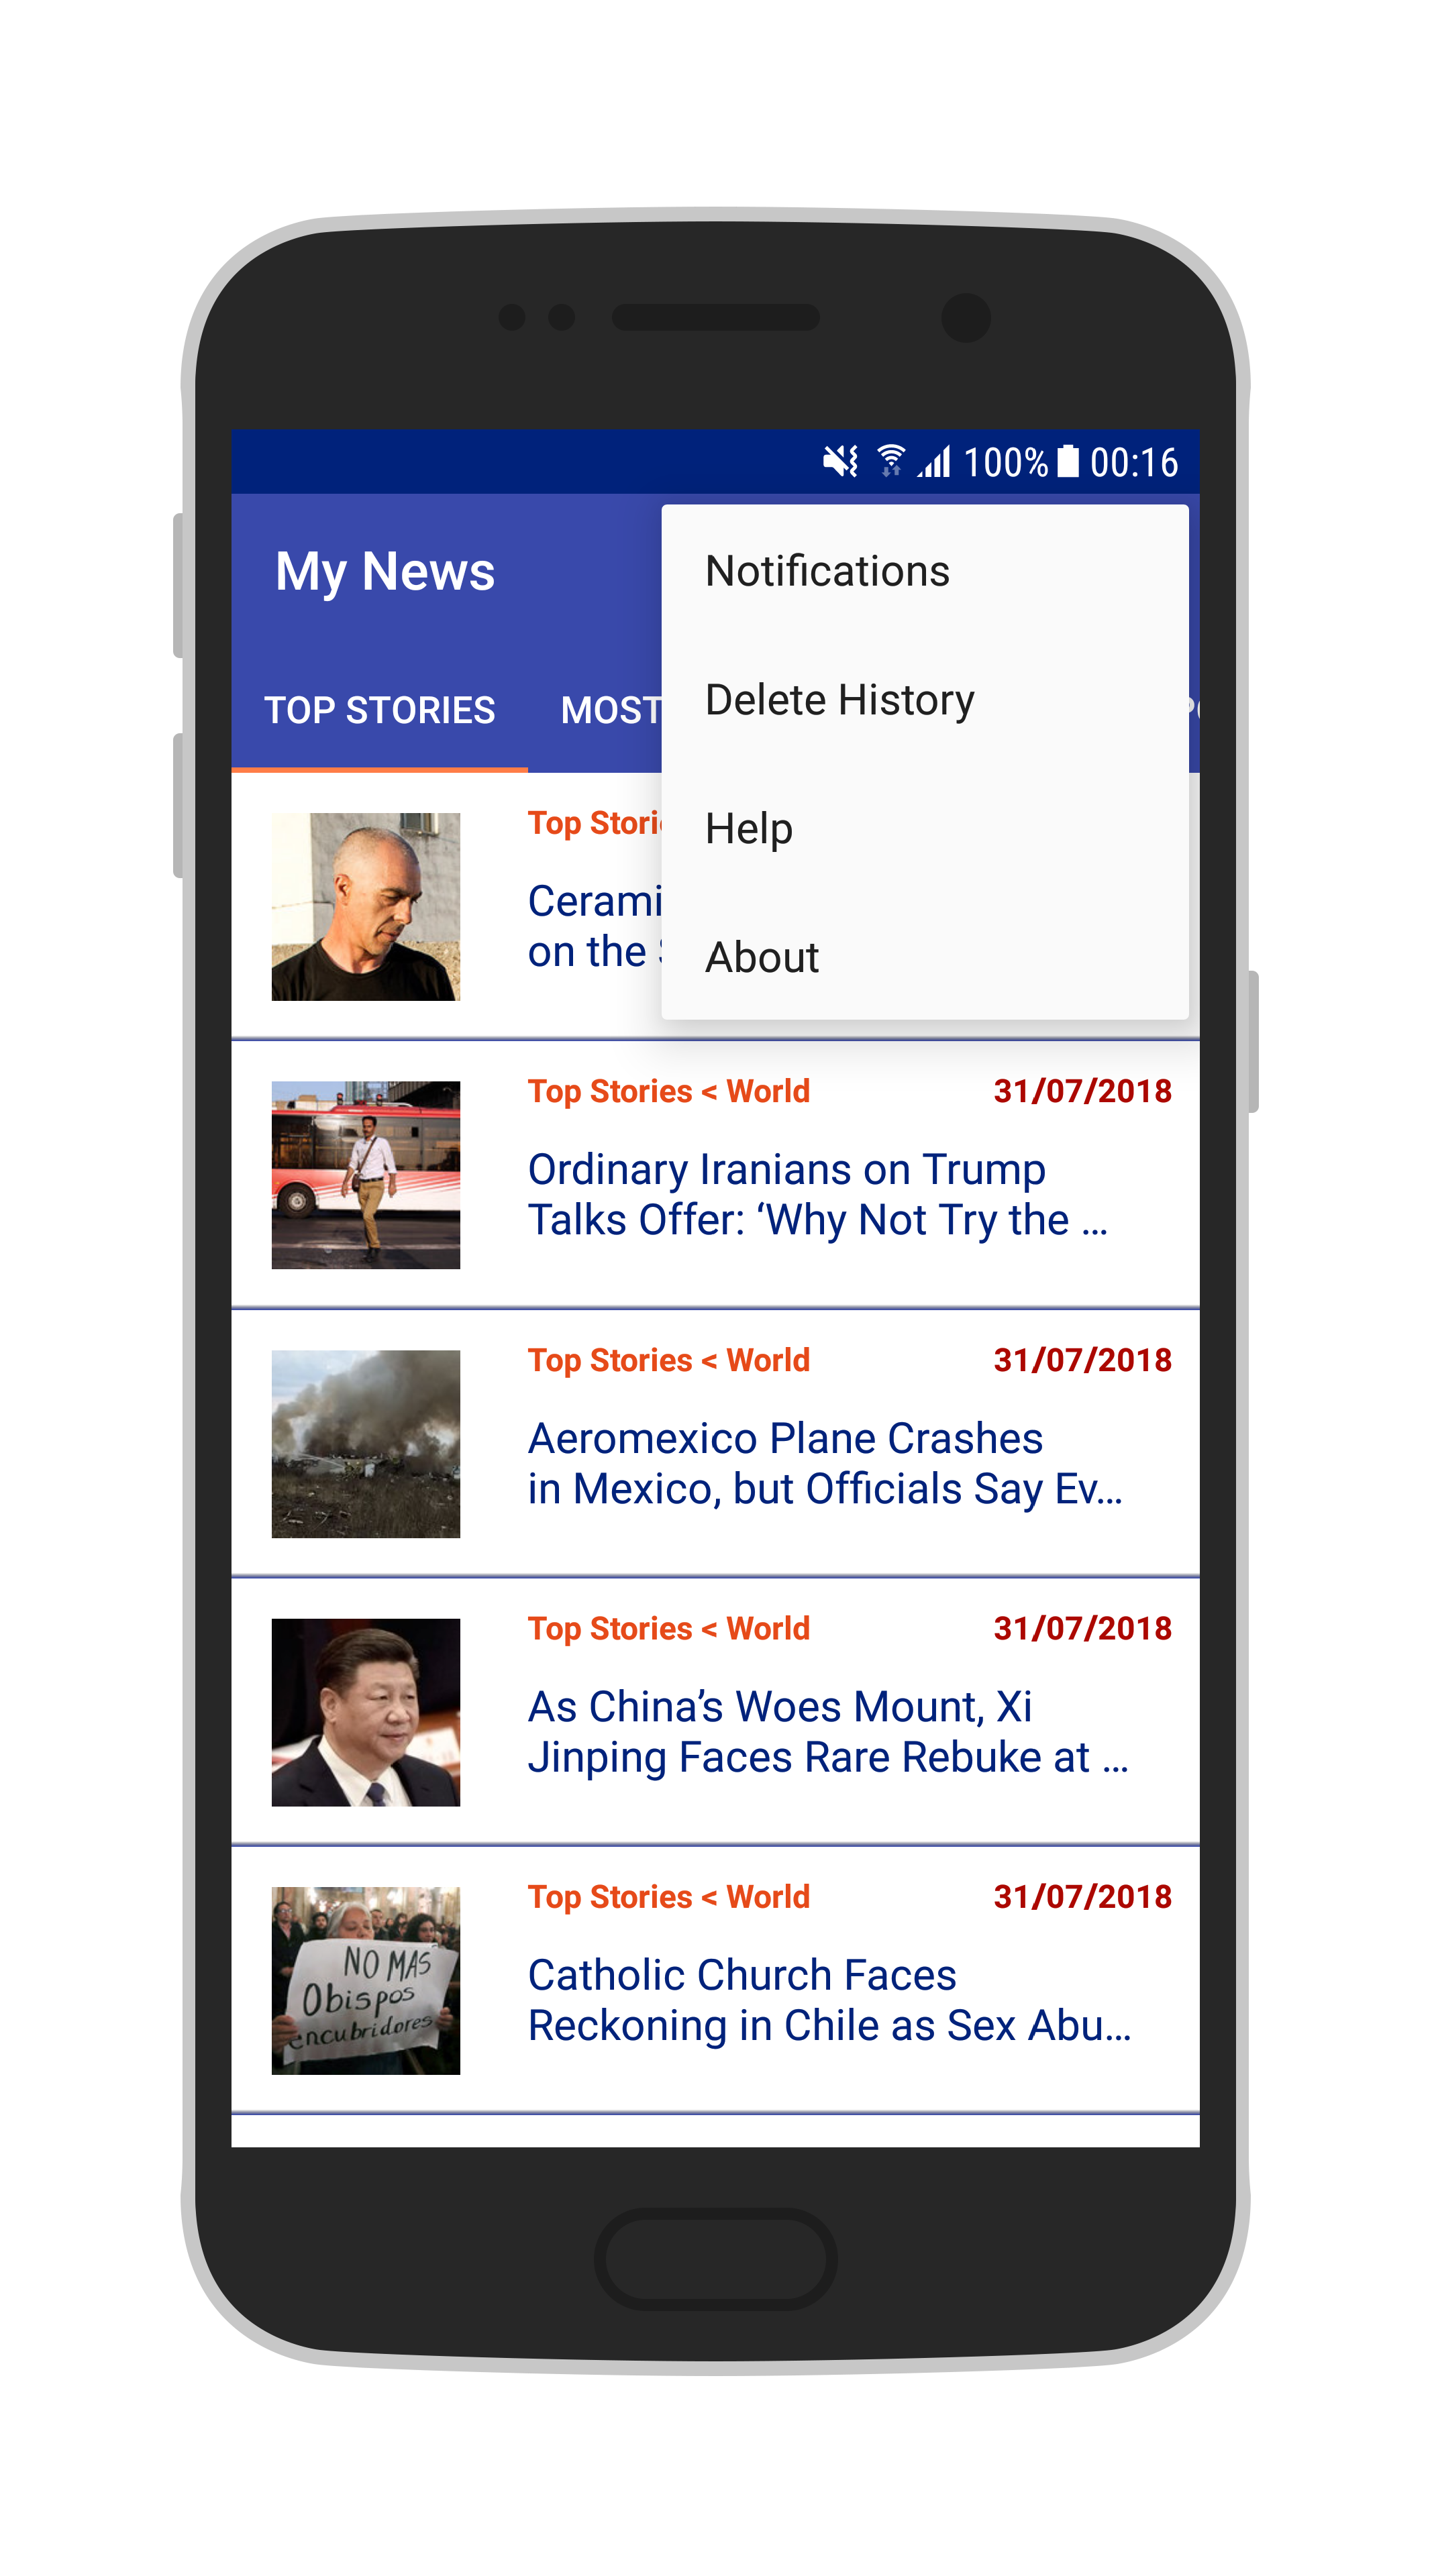 100% 00:16
My News
Notifications
Delete History
Help
About
TOP STORIES
MOST
Top Stori
Cerami
on the
Top Stories < World
31/07/2018
Ordinary Iranians on Trump
Talks Offer: ‘Why Not Try the ...
Top Stories < World
31/07/2018
Aeromexico Plane Crashes
in Mexico, but Officials Say Ev...
Top Stories < World
31/07/2018
As China’s Woes Mount, Xi
Jinping Faces Rare Rebuke at ...
NO MAS
Obispos
encubridores
Top Stories < World
31/07/2018
Catholic Church Faces
Reckoning in Chile as Sex Abu...